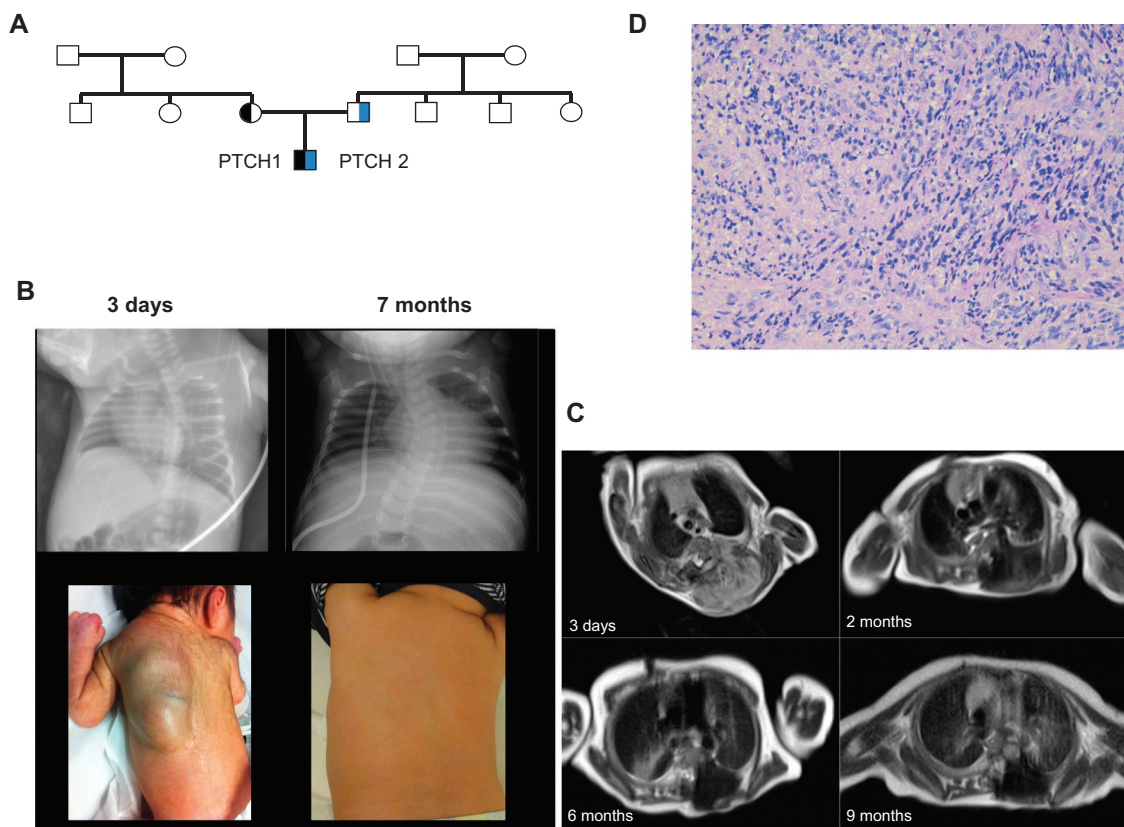 A
PTCH1
PTCH 2
B
3 days
7 months
D
C
3 days
2 months
6 months
9 months